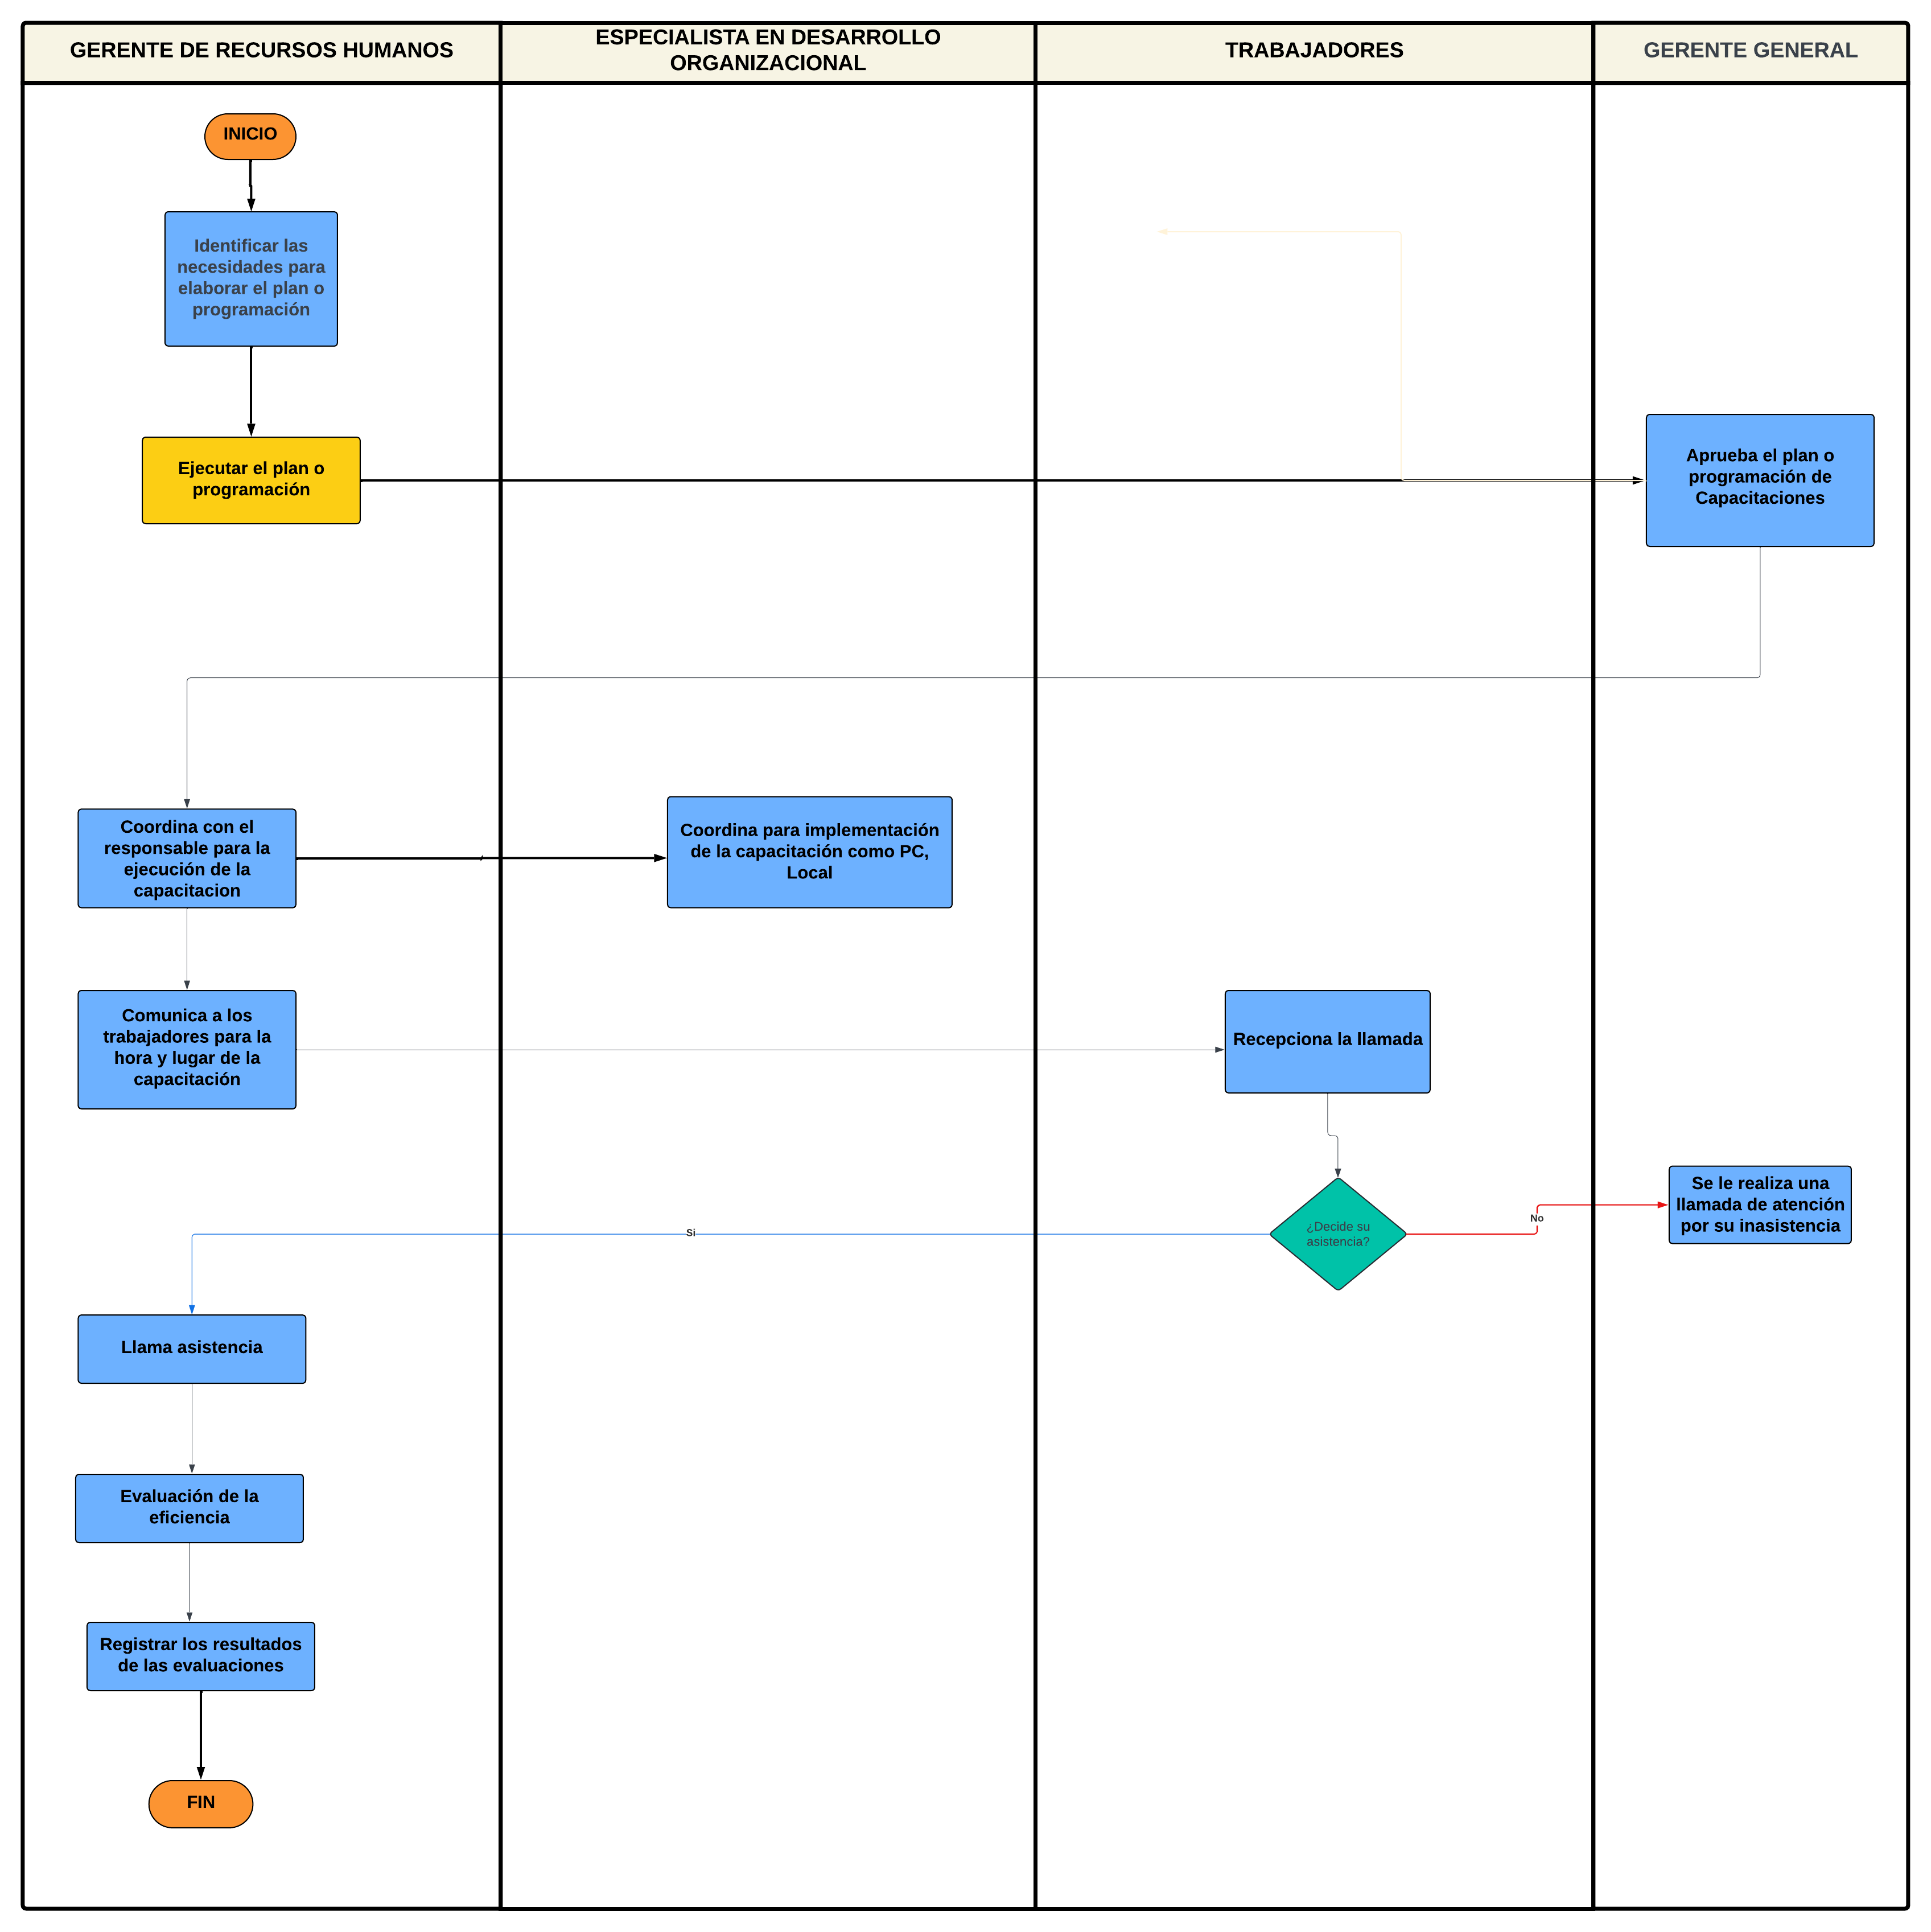 GERENTE DE RECURSOS HUMANOS
ESPECIALISTA EN DESARROLLO
ORGANIZACIONAL
TRABAJADORES
GERENTE GENERAL
INICIO
Identificar las
necesidades para
elaborar el plan o
programación
Ejecutar el plan o
programación
Aprueba el plan o
programación de
Capacitaciones
Coordina con el
responsable para la
ejecución de la
capacitacion
Coordina para implementación
de la capacitación como PC,
Local
Comunica a los
trabajadores para la
hora y lugar de la
capacitación
Recepciona la llamada
¿Decide su
asistencia?
Si
No
Se le realiza una
llamada de atención
por su inasistencia
Llama asistencia
Evaluación de la
eficiencia
Registrar los resultados
de las evaluaciones
FIN